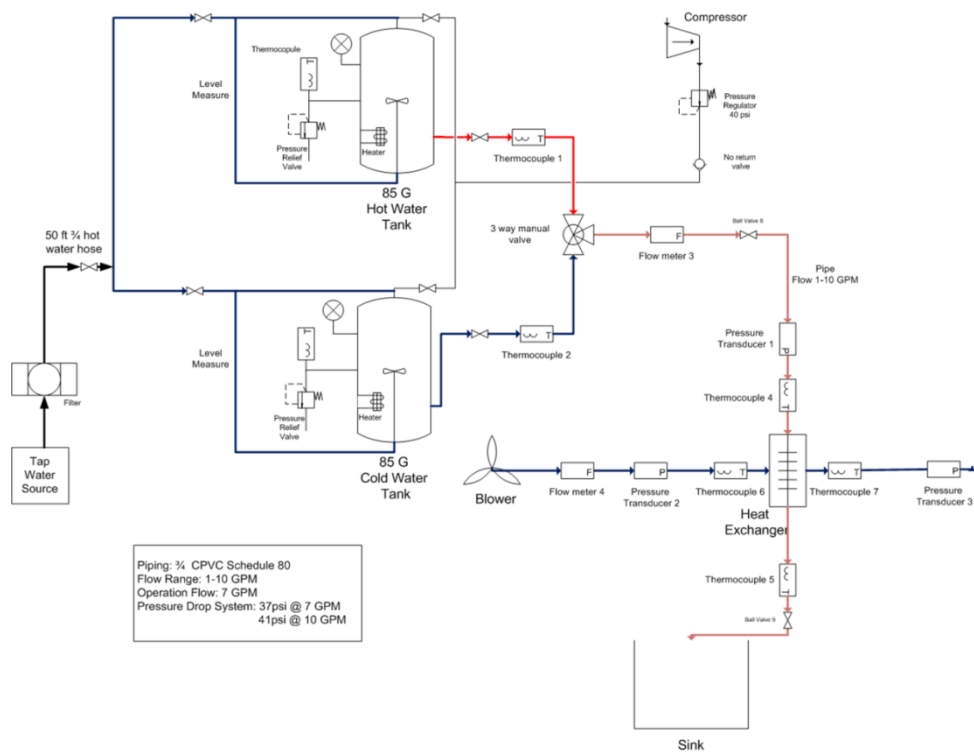 Compressor
Thermocopule
T
Level
Measure
Pressure
Regulator
40 psi
Pressure
Relief
Valve
Heater
T
Thermocouple 1
No return
valve
85 G
Hot Water
Tank
50 ft ¾ hot
water hose
3 way manual
valve
F
Flow meter 3
Ball Valve 8
Pipe
Flow 1-10 GPM
T
Level
Measure
T
Thermocouple 2
Pressure
Transducer 1
P
Filter
Pressure
Relief
Valve
Heater
Thermocouple 4
T
Tap
Water
Source
85 G
Cold Water
Tank
Blower
F
Flow meter 4
P
Pressure
Transducer 2
T
Thermocouple 6
T
Thermocouple 7
P
Pressure
Transducer 3
Heat
Exchanger
Piping: ¾ CPVC Schedule 80
Flow Range: 1-10 GPM
Operation Flow: 7 GPM
Pressure Drop System: 37psi @ 7 GPM
41psi @ 10 GPM
Thermocouple 5
T
Ball Valve 9
Sink